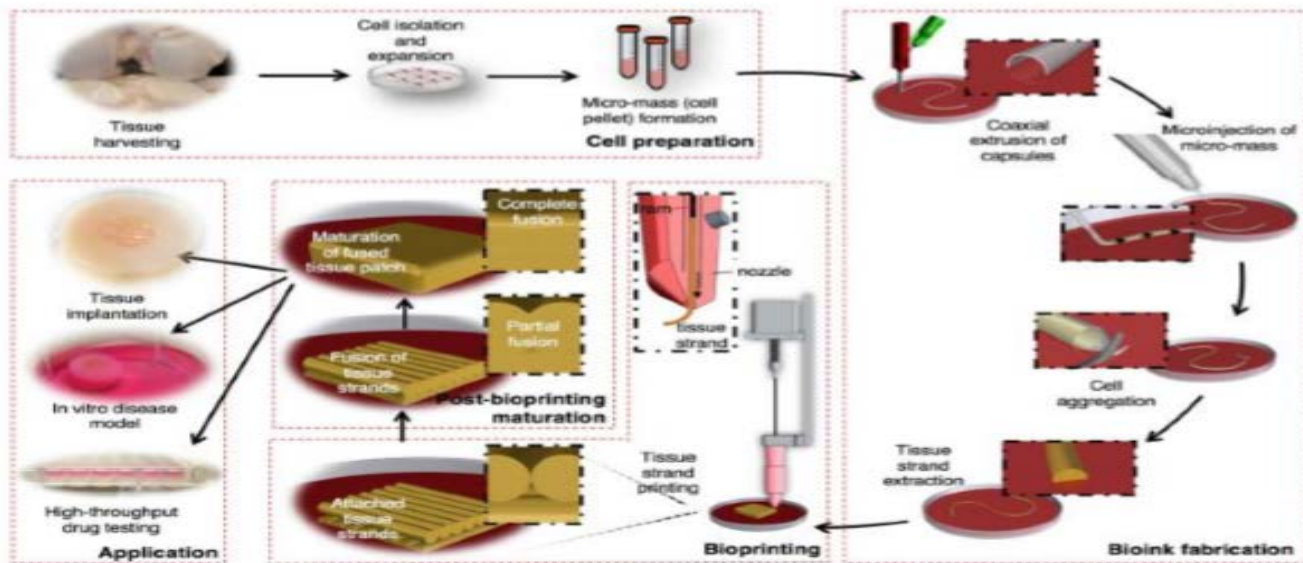 Tissue
harvesting
Cell isolation
and
expansion
Micro-mass (cell
pellet) formation
Cell preparation
Coaxial
extrusion of
capsules
Microinjection of
micro-mass
Cell
aggregation
Tissue
strand
extraction
Bioink fabrication
ram
nozzle
tissue
strand
Tissue
strand
printing
Bioprinting
Attached
tissue
strands
Fusion of
tissue
strands
Partial
fusion
Maturation
of fused
tissue patch
Complete
fusion
Post-bioprinting
maturation
Tissue
implantation
In vitro disease
model
High-throughput
drug testing
Application